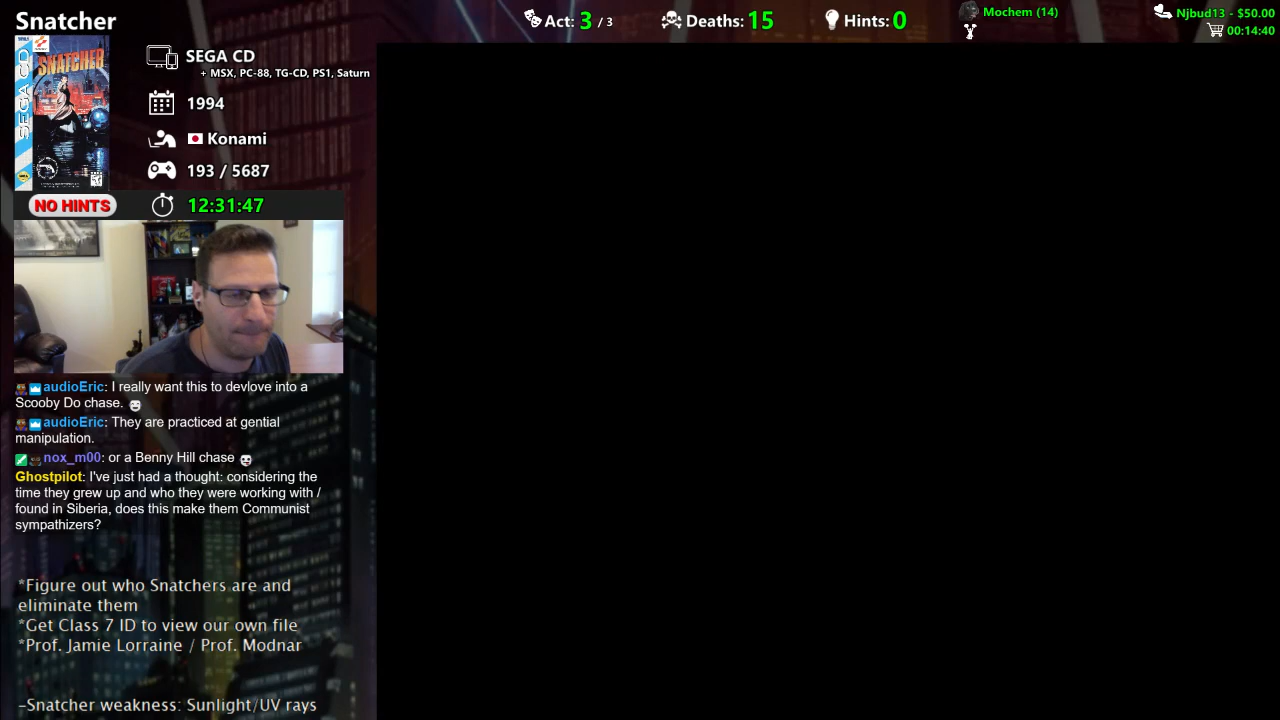 Snatcher
Act: 3 / 3
Deaths: 15
Hints: 0
Mochem (14)
Njbud13 - $50.00
00:14:40
SEGA CD
SNATCHER
SEGA CD
+ MSX, PC-88, TG-CD, PS1, Saturn
1994
Konami
193 / 5687
NO HINTS
12:31:47
audioEric: I really want this to devlove into a
Scooby Do chase.
audioEric: They are practiced at gential
manipulation.
nox_m00: or a Benny Hill chase
Ghostpilot: I've just had a thought: considering the
time they grew up and who they were working with /
found in Siberia, does this make them Communist
sympathizers?
*Figure out who Snatchers are and
eliminate them
*Get Class 7 ID to view our own file
*Prof. Jamie Lorraine / Prof. Modnar
-Snatcher weakness: Sunlight/UV rays